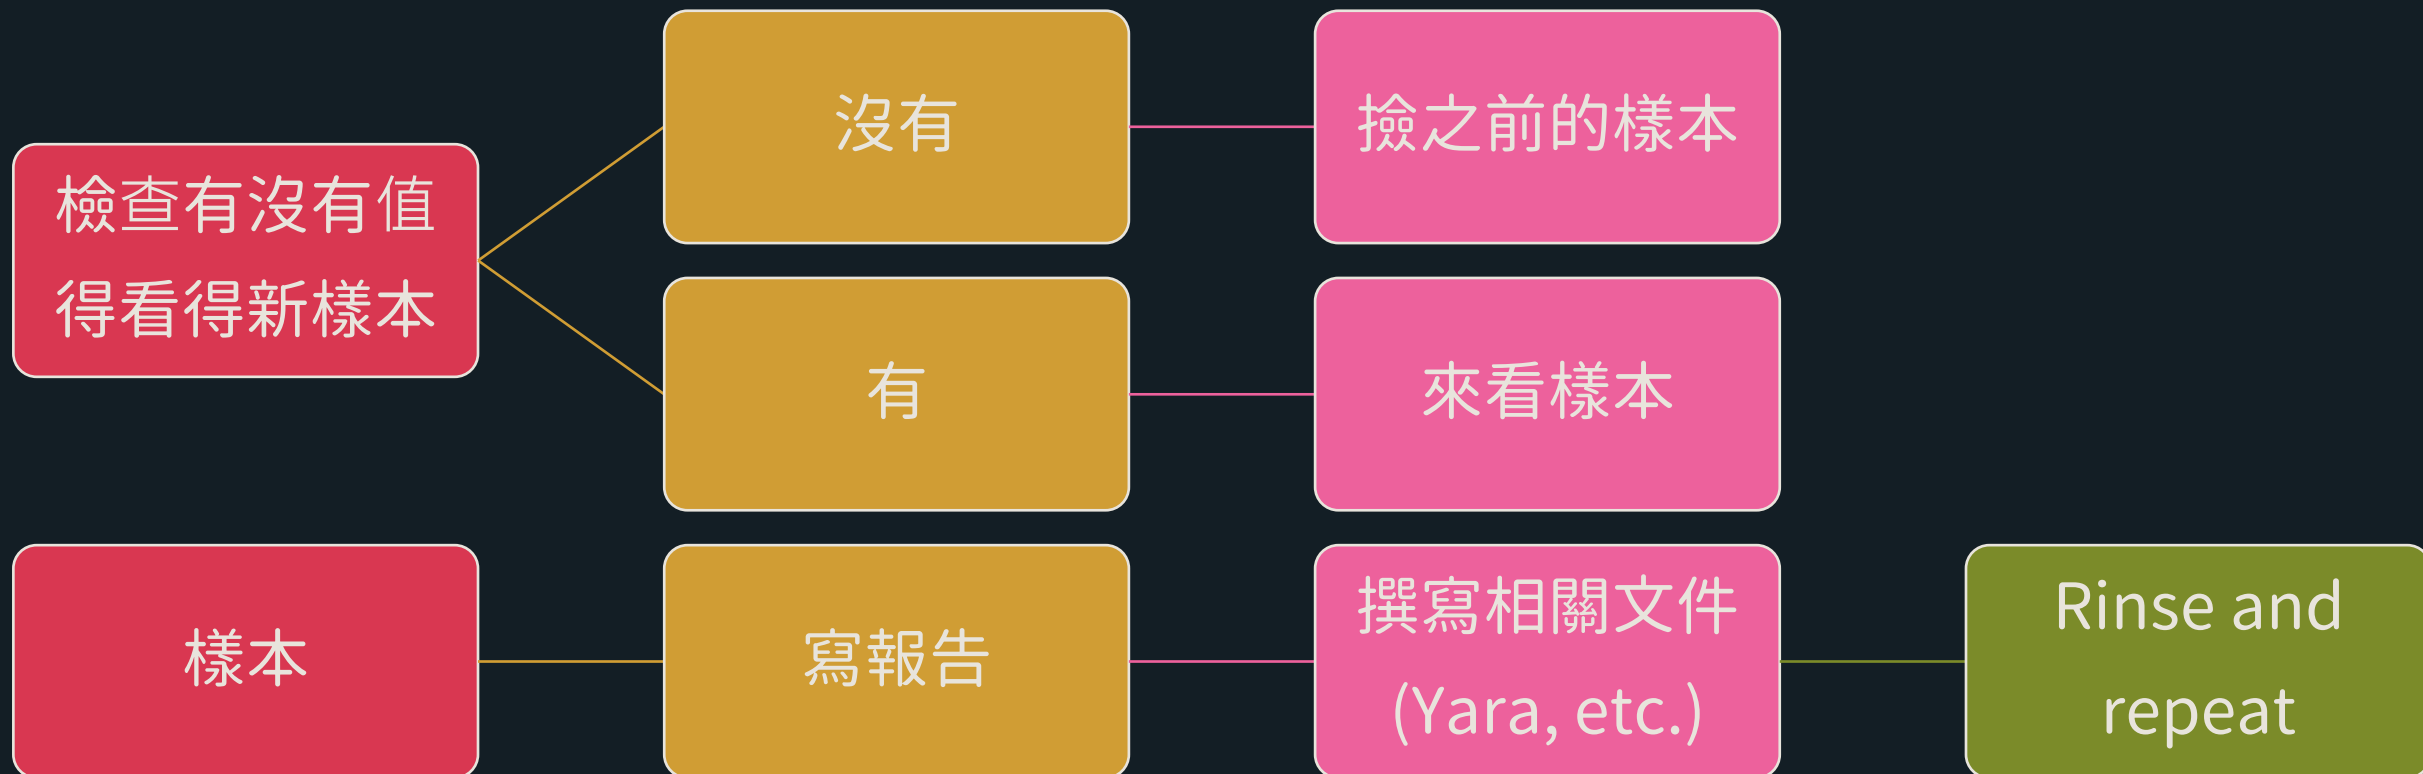 檢查有沒有值
得看得新樣本
沒有
撿之前的樣本
有
來看樣本
樣本
寫報告
撰寫相關文件
(Yara, etc.)
Rinse and
repeat